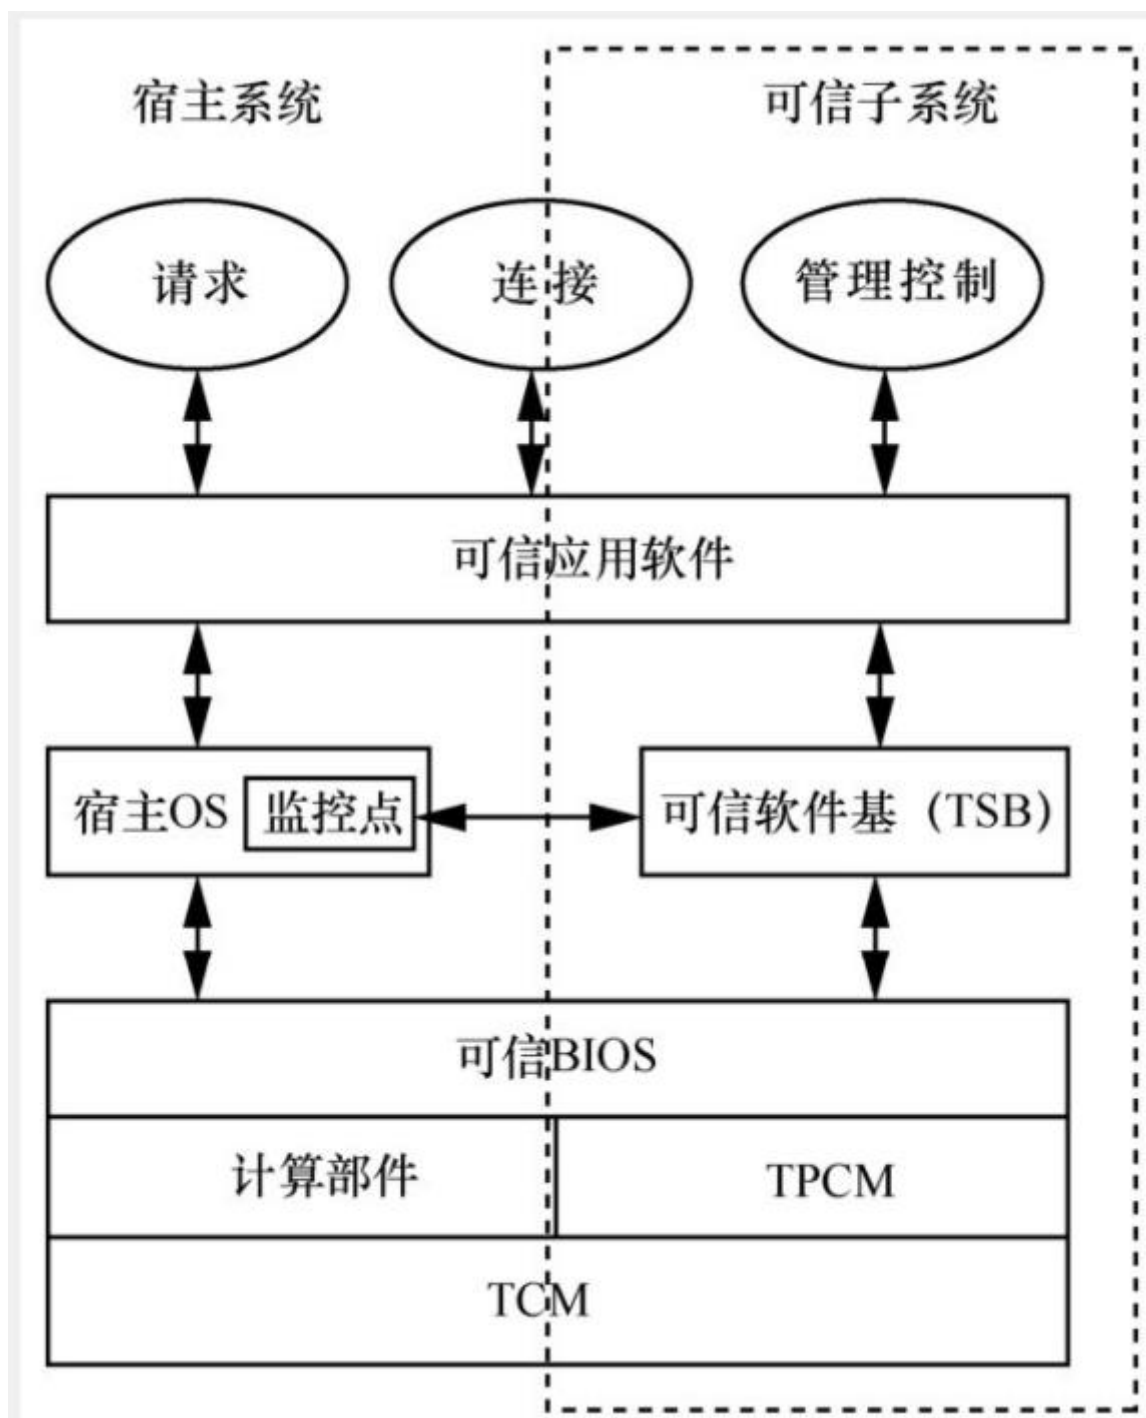 宿主系统
可信子系统
请求
连接
管理控制
可信应用软件
宿主OS
监控点
可信软件基（TSB）
可信BIOS
计算部件
TPCM
TCM